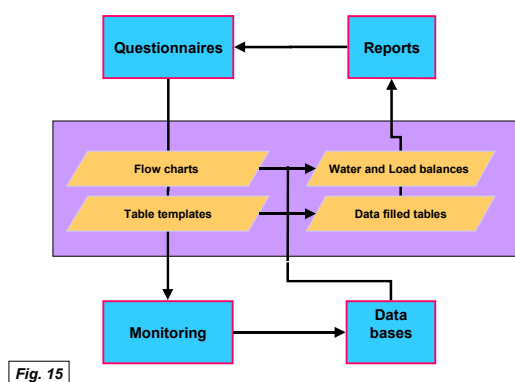 Questionnaires
Reports
Flow charts
Water and Load balances
Table templates
Data filled tables
Monitoring
Data
bases
Fig. 15